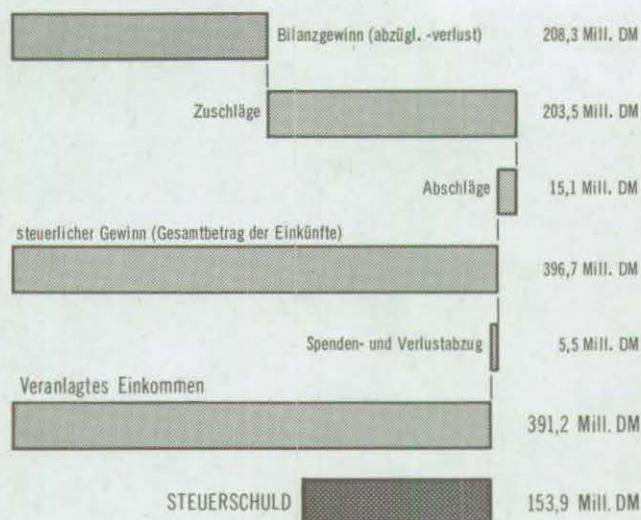 Bilanzgewinn (abzügl. -verlust) 208,3 Mill. DM
Zuschläge 203,5 Mill. DM
Abschläge 15,1 Mill. DM
steuerlicher Gewinn (Gesamtbetrag der Einkünfte)
396,7 Mill. DM
Spenden- und Verlustabzug 5,5 Mill. DM
Veranlagtes Einkommen
391,2 Mill. DM
STEUERSCHULD 153,9 Mill. DM